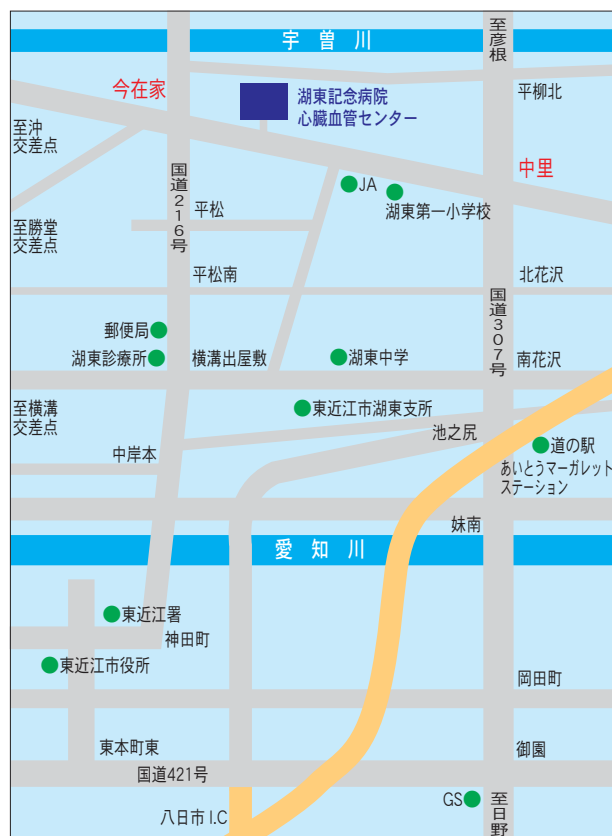 至彦根
宇曽川
今在家
湖東記念病院
心臓血管センター
平柳北
至沖
交差点
中里
国道216号
JA
湖東第一小学校
平松
至勝堂
交差点
平松南
北花沢
国道307号
郵便局
湖東診療所
横溝出屋敷
湖東中学
南花沢
至横溝
交差点
東近江市湖東支所
池之尻
中岸本
道の駅
あいとうマーガレット
ステーション
妹南
愛知川
東近江署
神田町
東近江市役所
岡田町
東本町東
御園
国道421号
八日市 I.C
GS
至日野